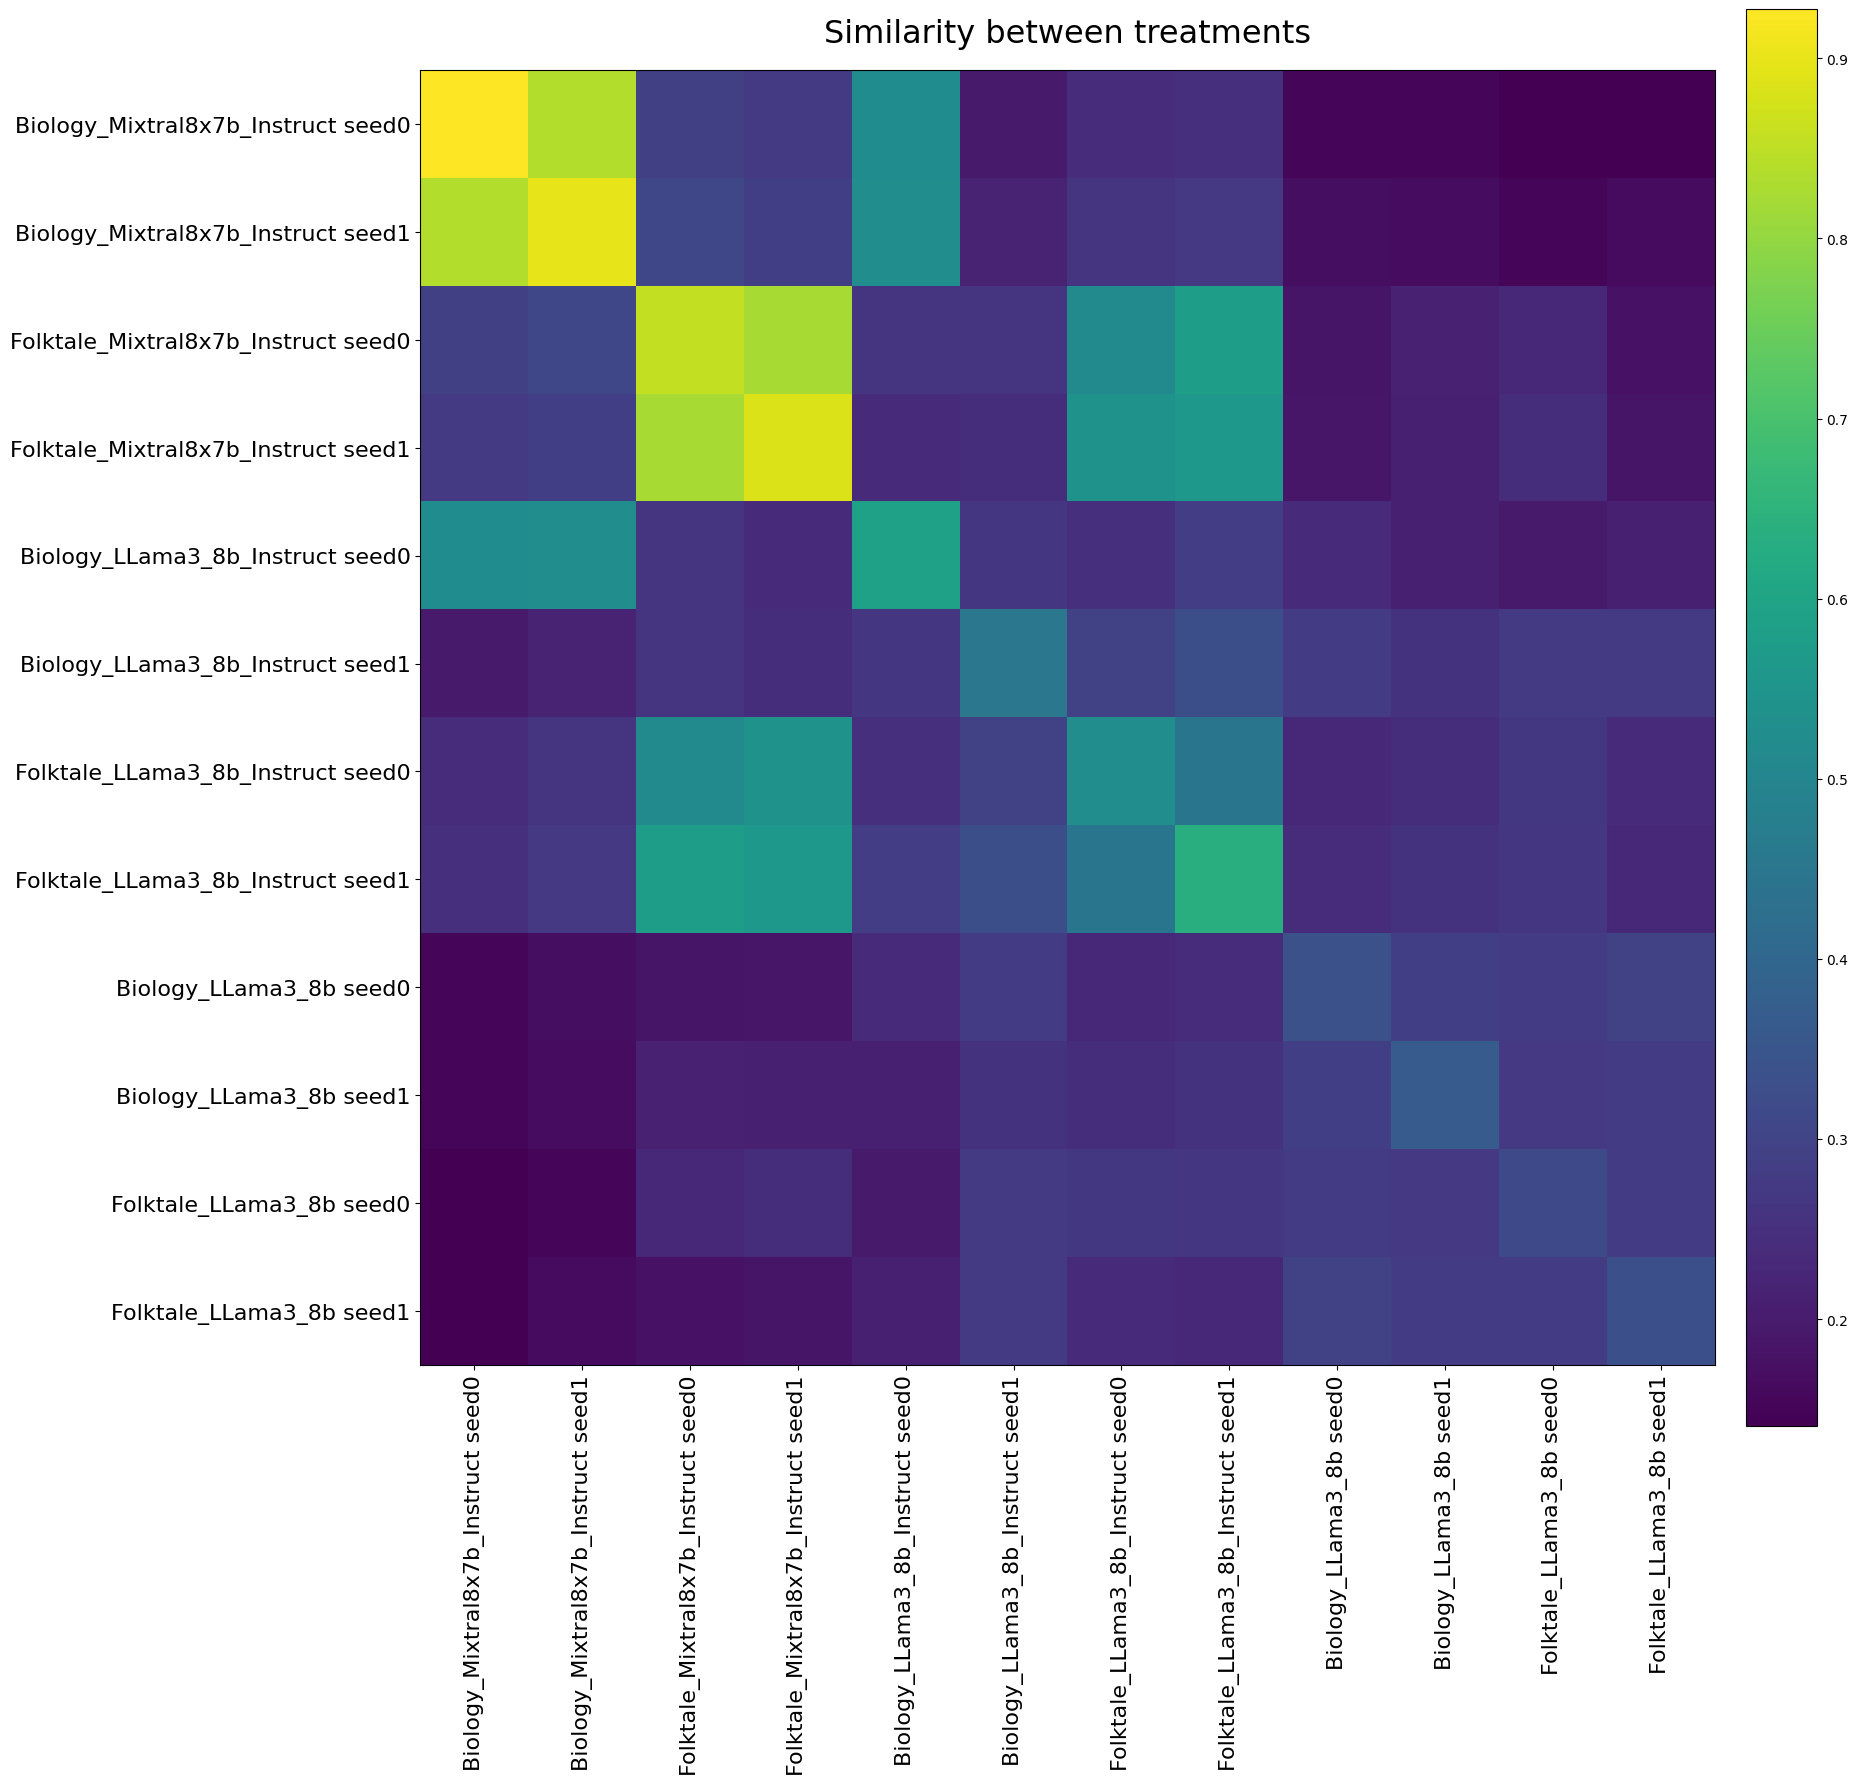 Similarity between treatments
Biology_Mixtral8x7b_Instruct seed0
Biology_Mixtral8x7b_Instruct seed1
Folktale_Mixtral8x7b_Instruct seed0
Folktale_Mixtral8x7b_Instruct seed1
Biology_LLama3_8b_Instruct seed0
Biology_LLama3_8b_Instruct seed1
Folktale_LLama3_8b_Instruct seed0
Folktale_LLama3_8b_Instruct seed1
Biology_LLama3_8b seed0
Biology_LLama3_8b seed1
Folktale_LLama3_8b seed0
Folktale_LLama3_8b seed1
Biology_Mixtral8x7b_Instruct seed0
Biology_Mixtral8x7b_Instruct seed1
Folktale_Mixtral8x7b_Instruct seed0
Folktale_Mixtral8x7b_Instruct seed1
Biology_LLama3_8b_Instruct seed0
Biology_LLama3_8b_Instruct seed1
Folktale_LLama3_8b_Instruct seed0
Folktale_LLama3_8b_Instruct seed1
Biology_LLama3_8b seed0
Biology_LLama3_8b seed1
Folktale_LLama3_8b seed0
Folktale_LLama3_8b seed1
0.9
0.8
0.7
0.6
0.5
0.4
0.3
0.2